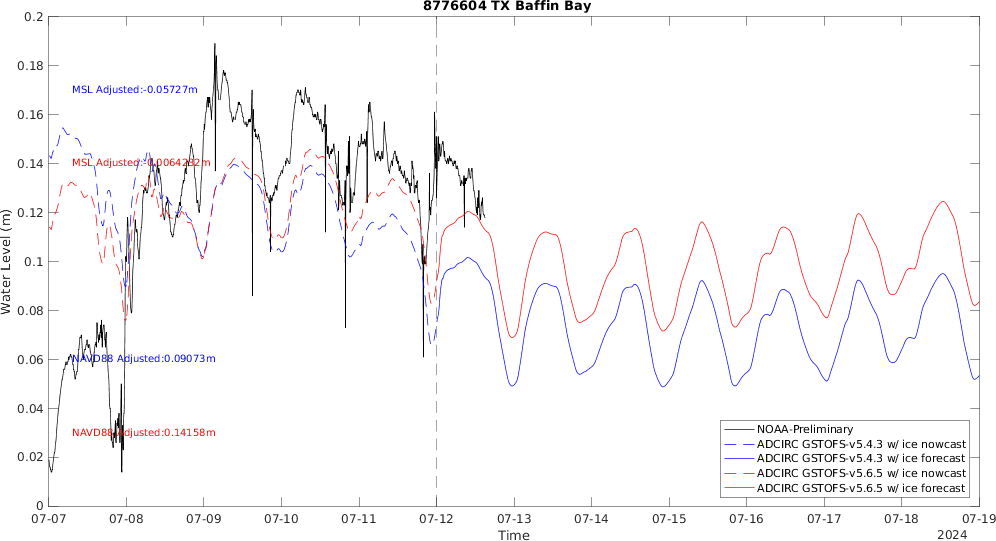 8776604 TX Baffin Bay
0.2
0.18
0.16
0.14
0.12
0.1
0.08
0.06
0.04
0.02
0
Water Level (m)
MSL Adjusted:-0.05727m
MSL Adjusted:-0.0064232m
NAVD88 Adjusted:0.09073m
NAVD88 Adjusted:0.14158m
NOAA-Preliminary
ADCIRC GSTOFS-v5.4.3 w/ ice nowcast
ADCIRC GSTOFS-v5.4.3 w/ ice forecast
ADCIRC GSTOFS-v5.6.5 w/ ice nowcast
ADCIRC GSTOFS-v5.6.5 w/ ice forecast
07-07 07-08 07-09 07-10 07-11 07-12 07-13 07-14 07-15 07-16 07-17 07-18 07-19
Time
2024